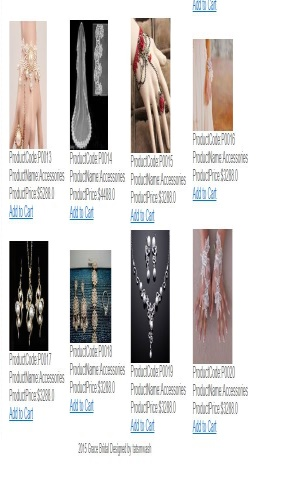 Add to Cart
ProductCode:P0013
ProductName:Accessories
ProductPrice:$5288.0
Add to Cart
ProductCode:P0014
ProductName:Accessories
ProductPrice:$4488.0
Add to Cart
ProductCode:P0015
ProductName:Accessories
ProductPrice:$3288.0
Add to Cart
ProductCode:P0016
ProductName:Accessories
ProductPrice:$3288.0
Add to Cart
ProductCode:P0017
ProductName:Accessories
ProductPrice:$3288.0
Add to Cart
ProductCode:P0018
ProductName:Accessories
ProductPrice:$3288.0
Add to Cart
ProductCode:P0019
ProductName:Accessories
ProductPrice:$3288.0
Add to Cart
ProductCode:P0020
ProductName:Accessories
ProductPrice:$3288.0
Add to Cart
2015 Grace Bridal Designed by